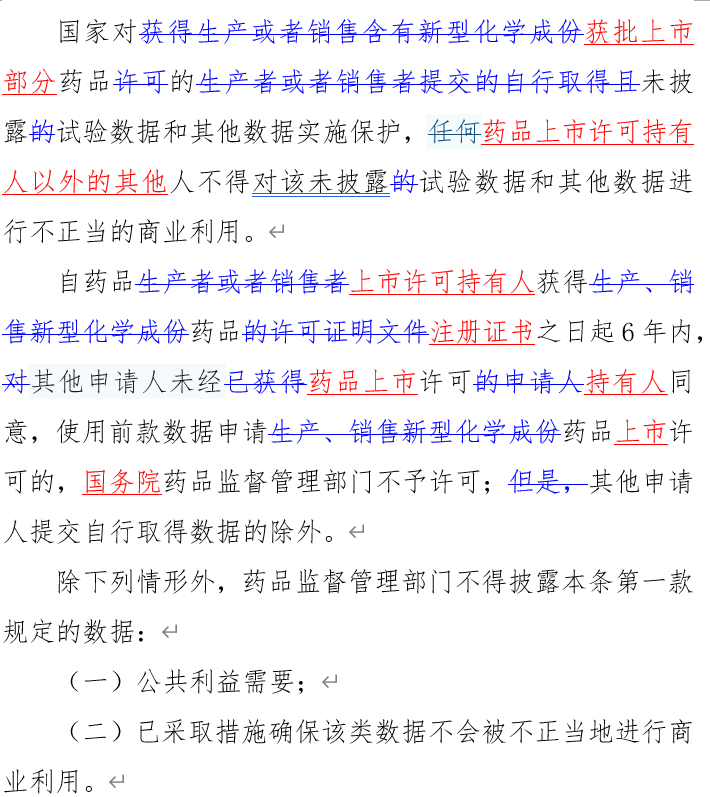 国家对获得生产或者销售含有新型化学成份获批上市
部分药品许可的生产者或者销售者提交的自行取得且未披
露的试验数据和其他数据实施保护，任何药品上市许可持有
人以外的其他人不得对该未披露的试验数据和其他数据进
行不正当的商业利用。
自药品生产者或者销售者上市许可持有人获得生产、销
售新型化学成份药品的许可证明文件注册证书之日起6年内，
对其他申请人未经已获得药品上市许可的申请人持有人同
意，使用前款数据申请生产、销售新型化学成份药品上市许
可的，国务院药品监督管理部门不予许可；但是，其他申请
人提交自行取得数据的除外。
除下列情形外，药品监督管理部门不得披露本条第一款
规定的数据：
（一）公共利益需要；
（二）已采取措施确保该类数据不会被不正当地进行商
业利用。